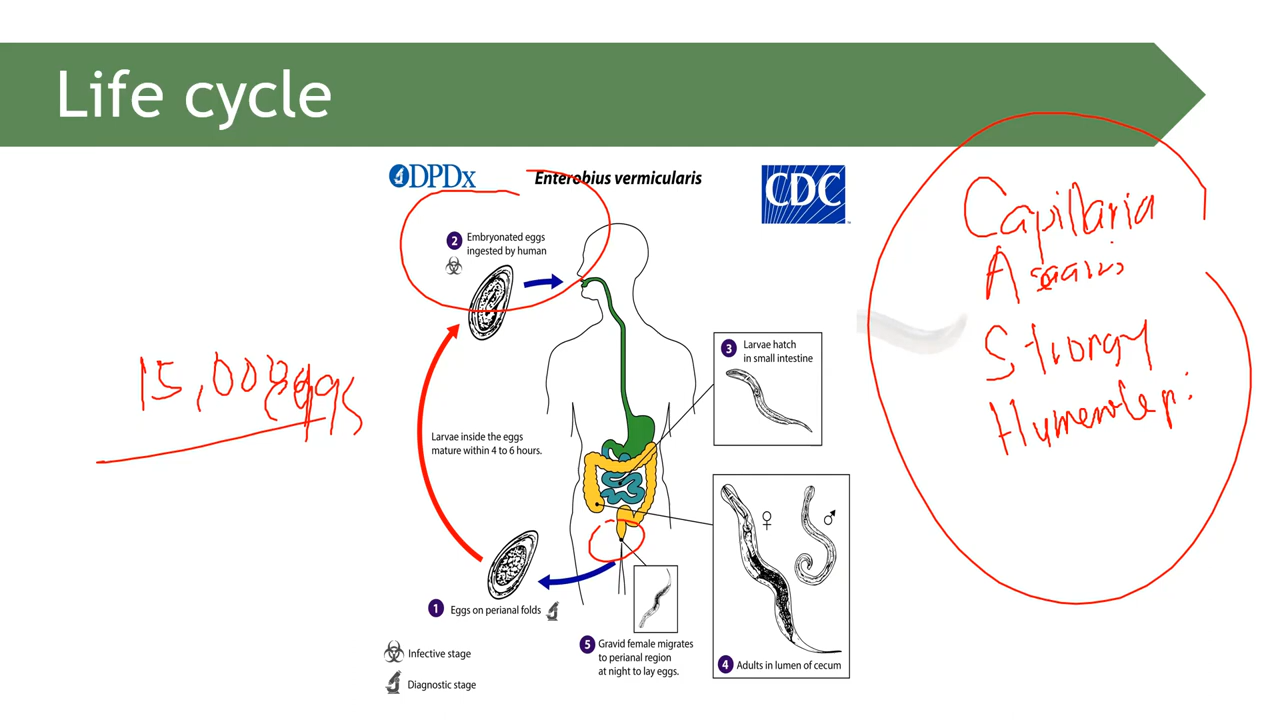 Life cycle
DPDx
Enterobius vermicularis
CDC
2 Embryonated eggs
ingested by human
3 Larvae hatch
in small intestine
Larvae inside the eggs
mature within 4 to 6 hours.
♀
♂
1 Eggs on perianal folds
5 Gravid female migrates
to perianal region
at night to lay eggs.
4 Adults in lumen of cecum
Infective stage
Diagnostic stage
15,000 eggs
Capillaria
Strongy
Hymenolep